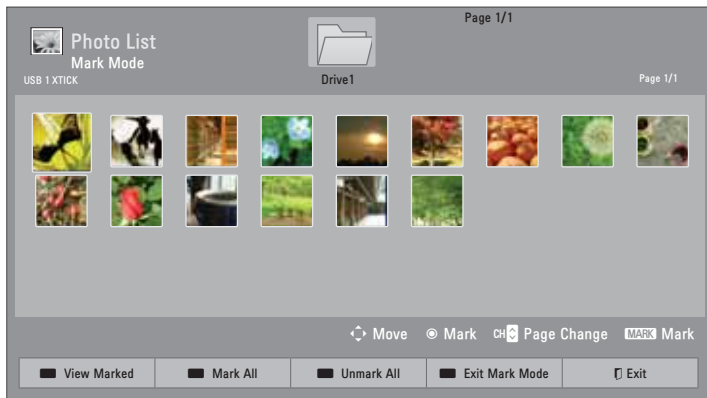 Page 1/1
Photo List
Mark Mode
USB 1 XTICK
Drive1
Page 1/1
Move Mark CH Page Change MARK Mark
View Marked Mark All Unmark All Exit Mark Mode Exit